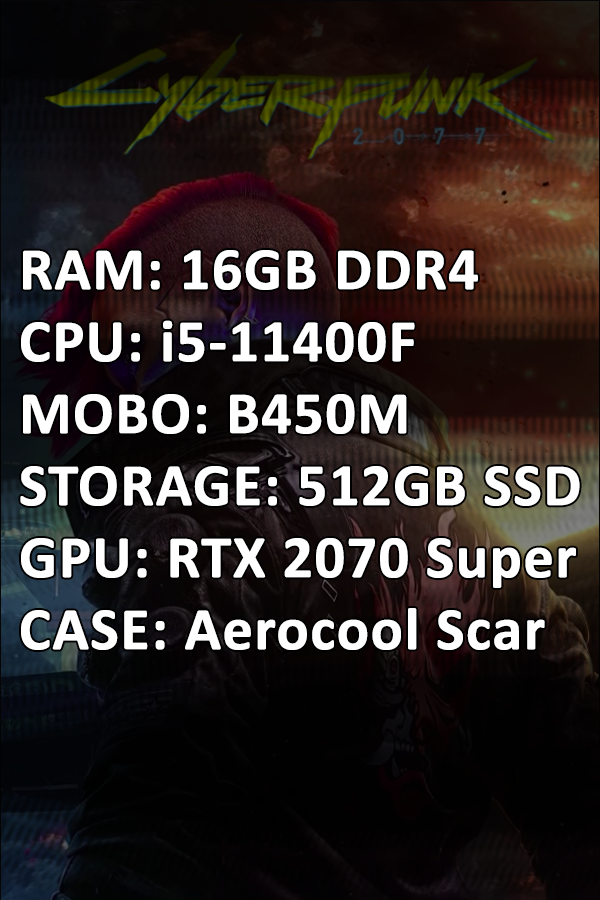 Cyberpunk
2077
RAM: 16GB DDR4
CPU: i5-11400F
MOBO: B450M
STORAGE: 512GB SSD
GPU: RTX 2070 Super
CASE: Aerocool Scar